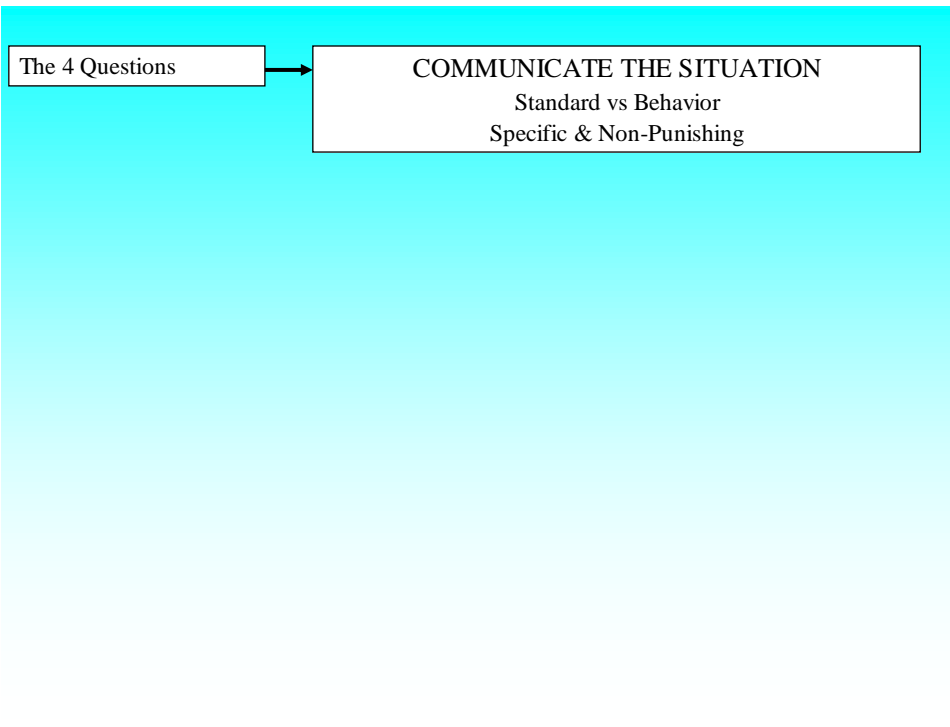 The 4 Questions
COMMUNICATE THE SITUATION
Standard vs Behavior
Specific & Non-Punishing